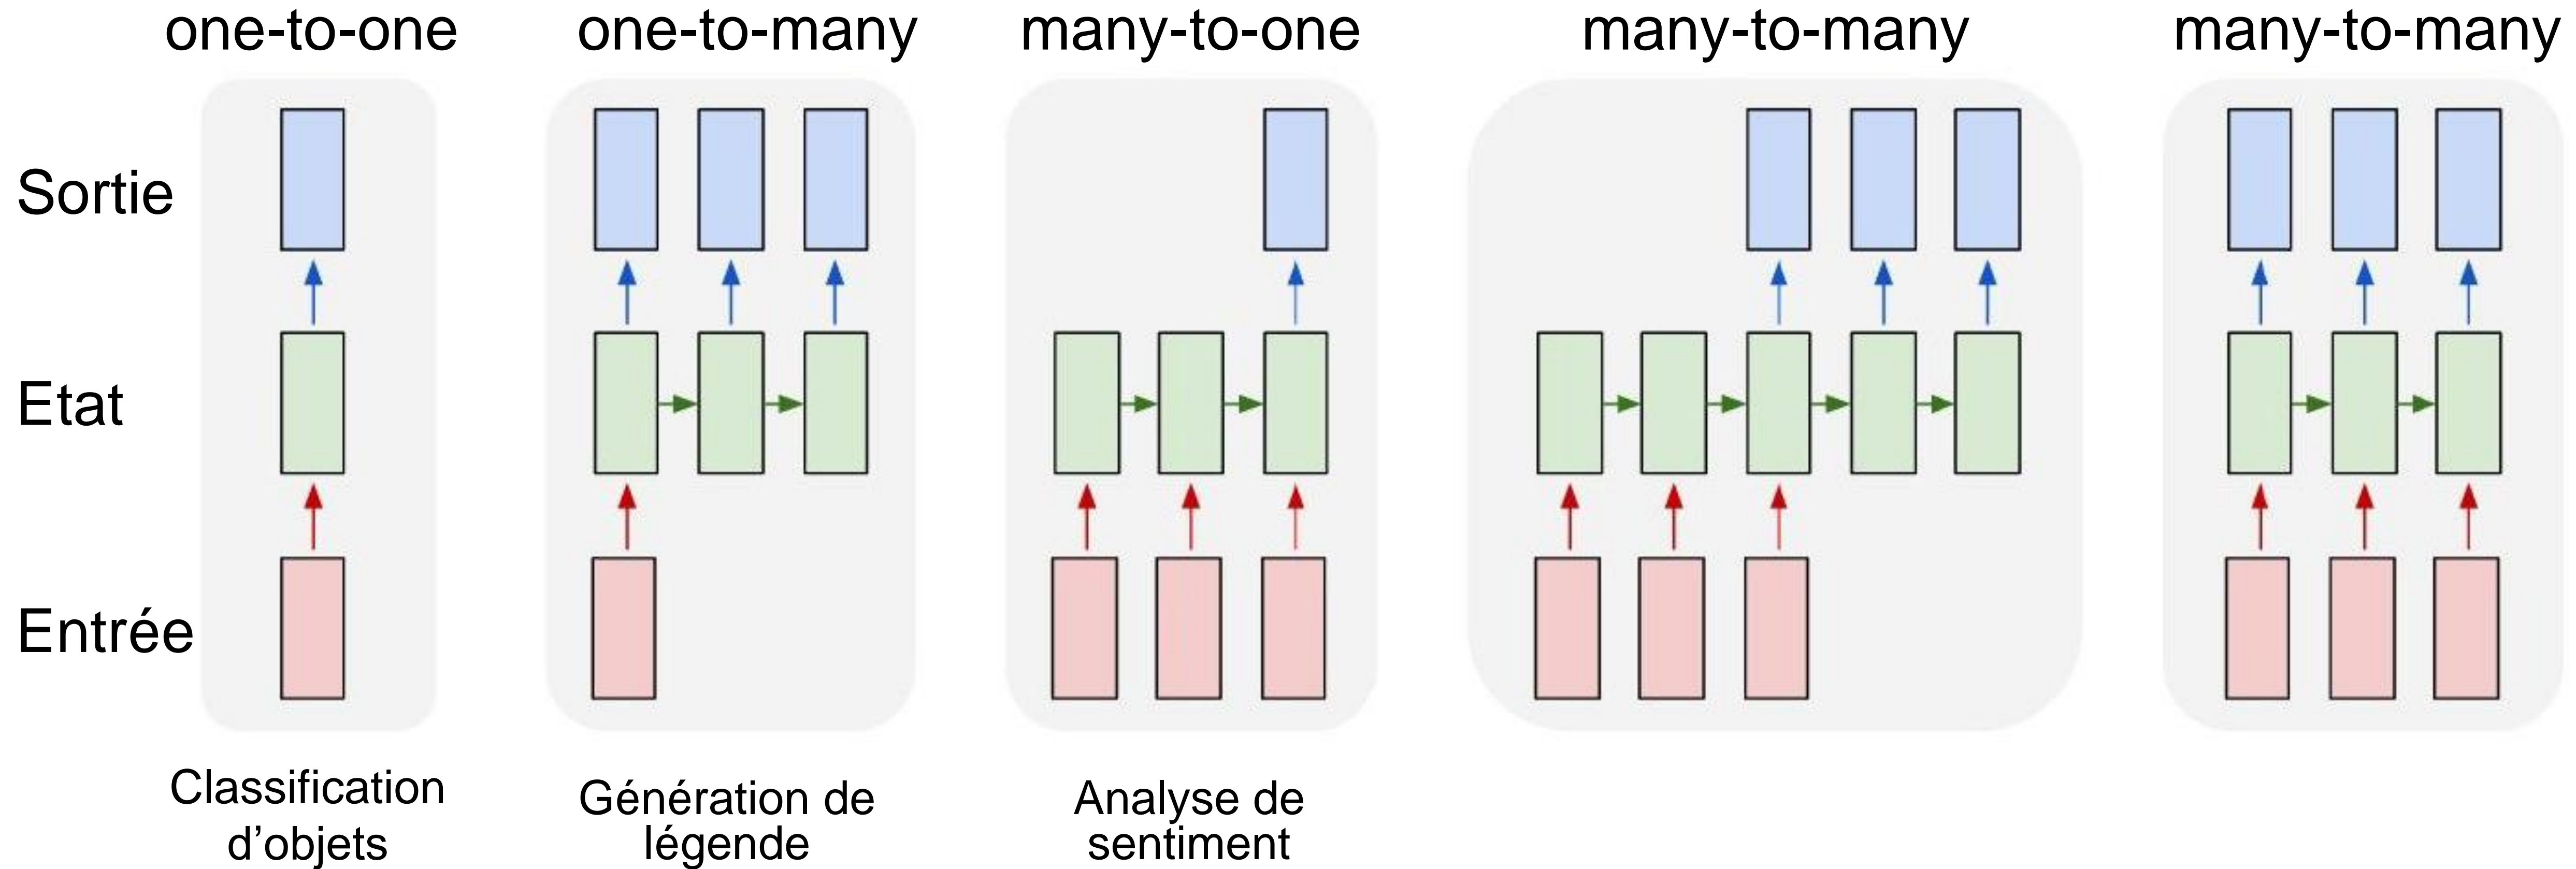 one-to-one
one-to-many
many-to-one
many-to-many
many-to-many
Sortie
Etat
Entrée
Classification
d’objets
Génération de
légende
Analyse de
sentiment